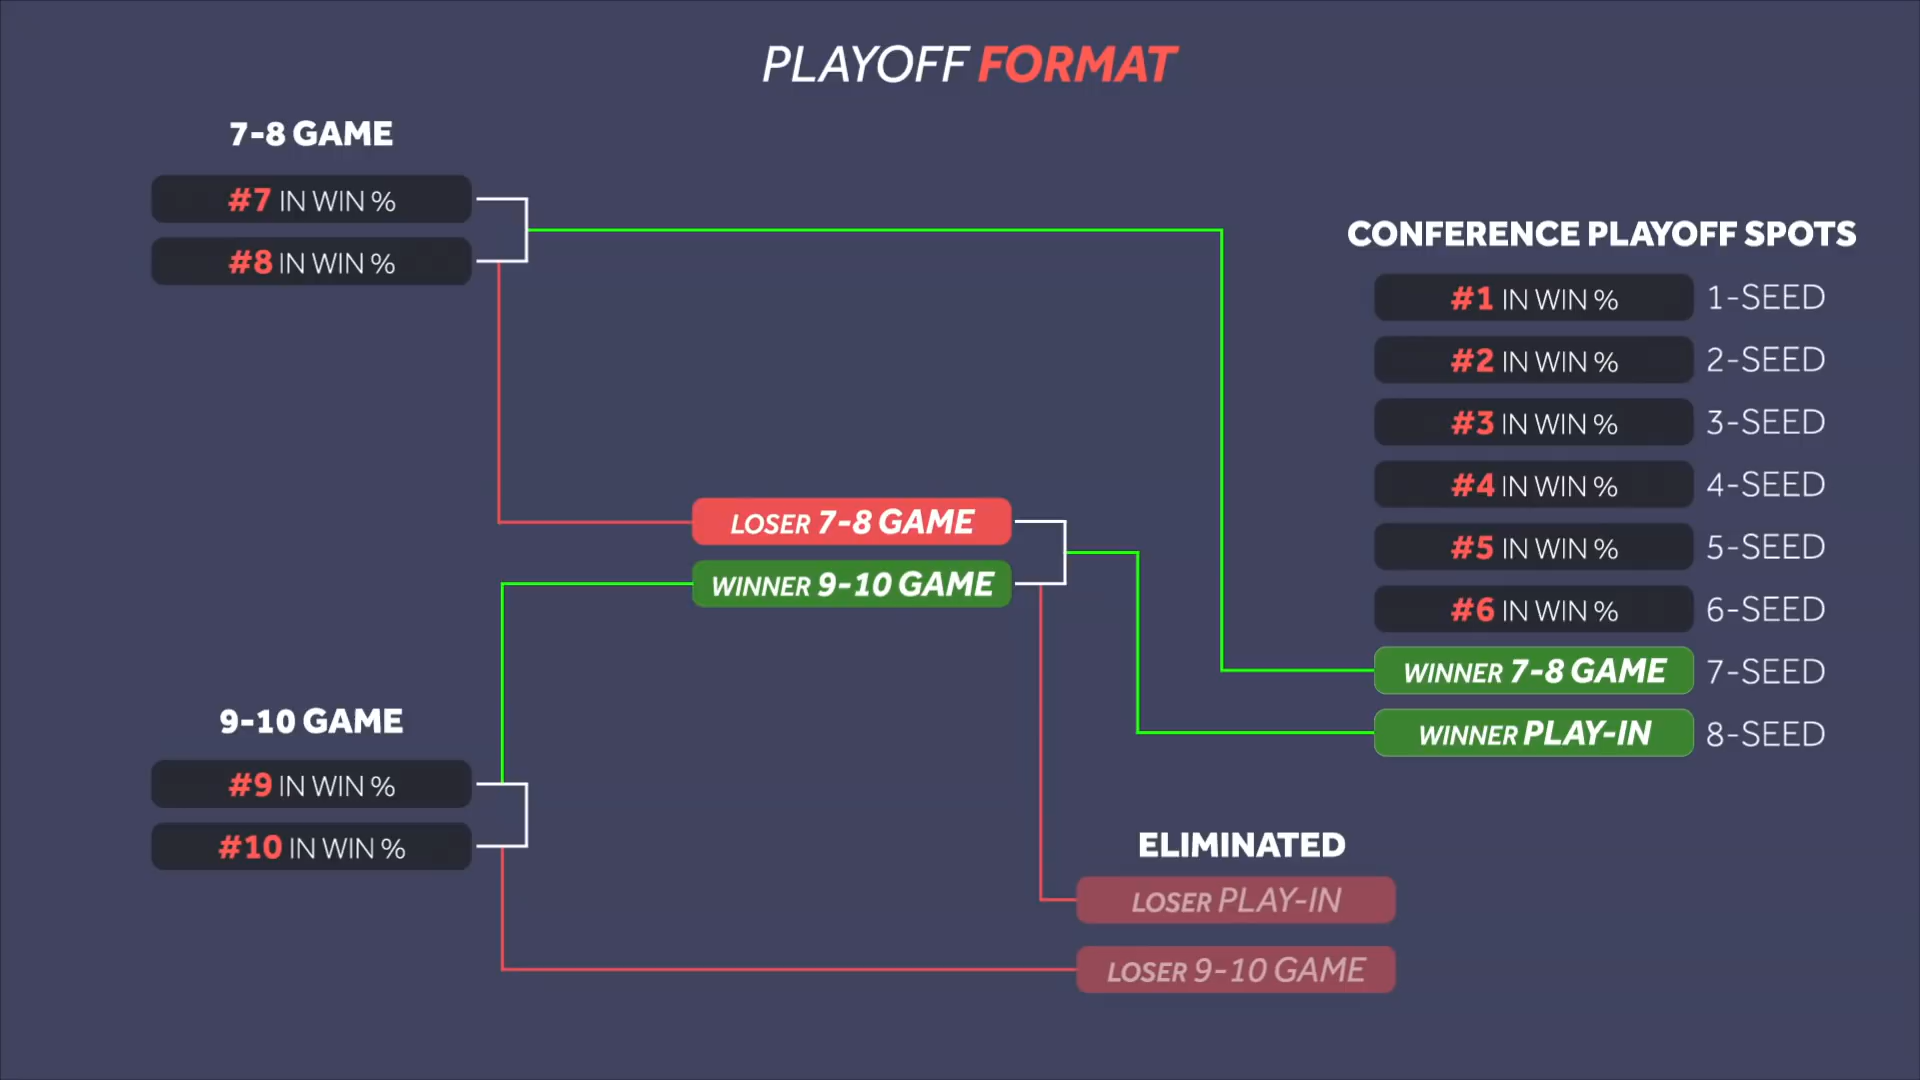 PLAYOFF FORMAT
7-8 GAME
#7 IN WIN %
#8 IN WIN %
CONFERENCE PLAYOFF SPOTS
#1 IN WIN % 1-SEED
#2 IN WIN % 2-SEED
#3 IN WIN % 3-SEED
#4 IN WIN % 4-SEED
#5 IN WIN % 5-SEED
#6 IN WIN % 6-SEED
WINNER 7-8 GAME 7-SEED
WINNER PLAY-IN 8-SEED
LOSER 7-8 GAME
WINNER 9-10 GAME
9-10 GAME
#9 IN WIN %
#10 IN WIN %
ELIMINATED
LOSER PLAY-IN
LOSER 9-10 GAME